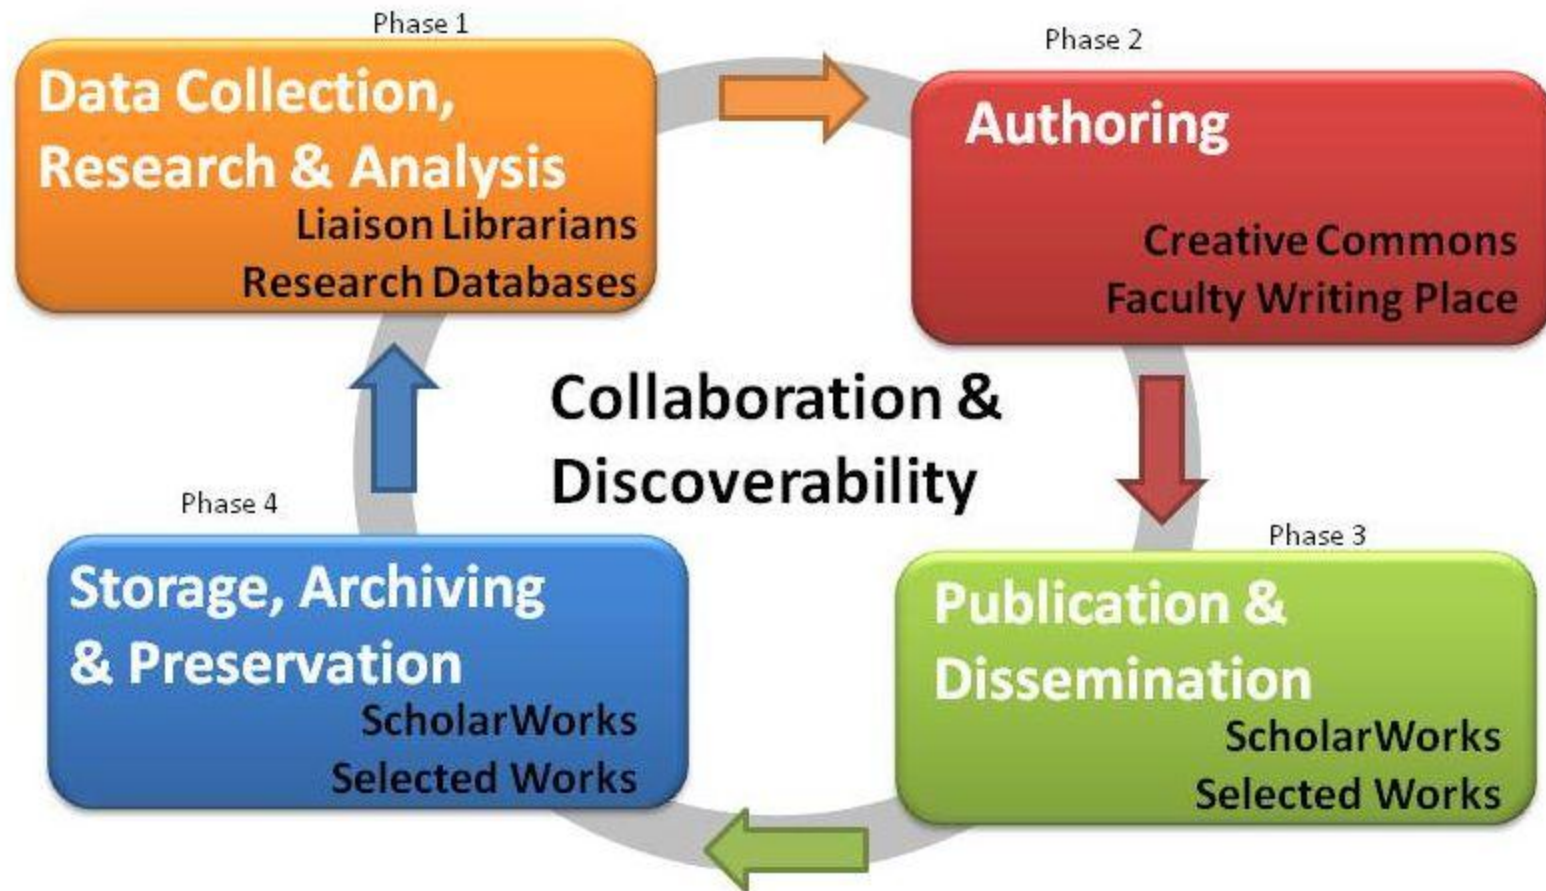 Phase 1
Data Collection,
Research & Analysis
Liaison Librarians
Research Databases
Phase 2
Authoring
Creative Commons
Faculty Writing Place
Collaboration &
Discoverability
Phase 3
Publication &
Dissemination
ScholarWorks
Selected Works
Phase 4
Storage, Archiving
& Preservation
ScholarWorks
Selected Works